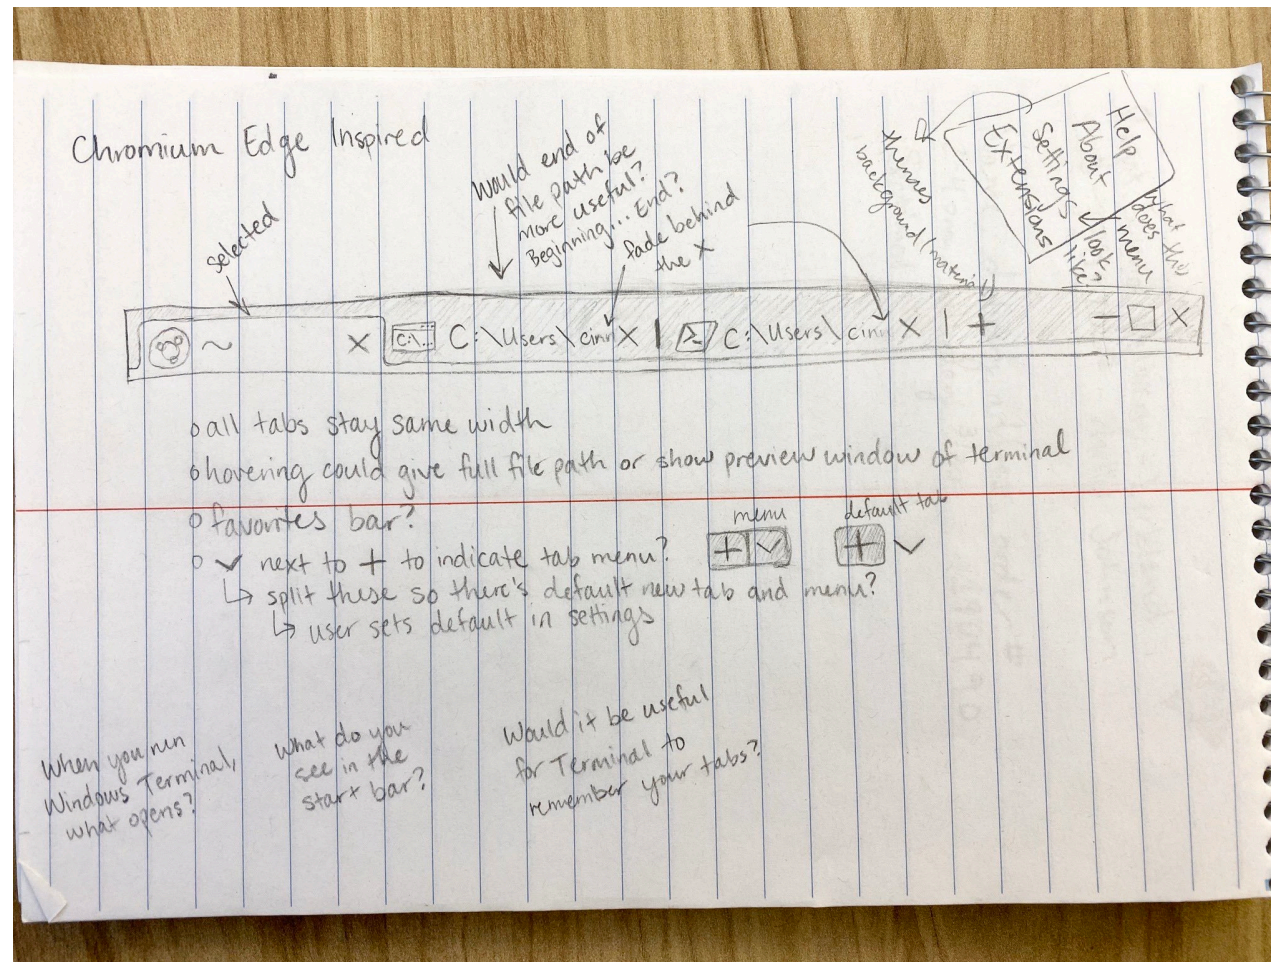 Chromium Edge Inspired
selected
Would end of
file path be
more useful?
Beginning... End?
fade behind
the X
themes
background (material)
Help
About
Settings
Extensions
what
does the
menu
look
like?
~ X C:\... C:\Users\cinn X | >_ C:\Users\cinn X | + — □ X
all tabs stay same width
hovering could give full file path or show preview window of terminal
favorites bar?
menu
default tab
✓ next to + to indicate tab menu?
split these so there's default new tab and menu?
user sets default in settings
When you run
Windows Terminal,
what opens?
What do you
see in the
start bar?
Would it be useful
for Terminal to
remember your tabs?